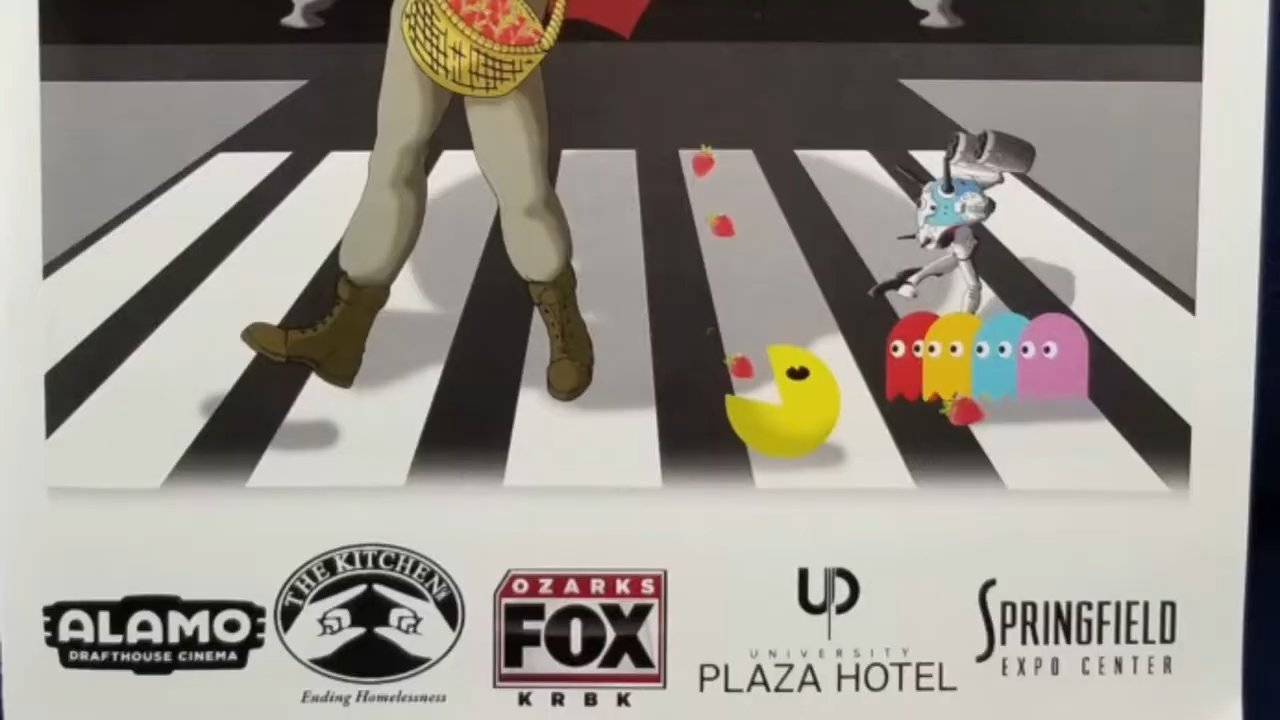 ALAMO
DRAFTHOUSE CINEMA
THE KITCHEN
Ending Homelessness
OZARKS
FOX
KRBK
UP
UNIVERSITY
PLAZA HOTEL
SPRINGFIELD
EXPO CENTER